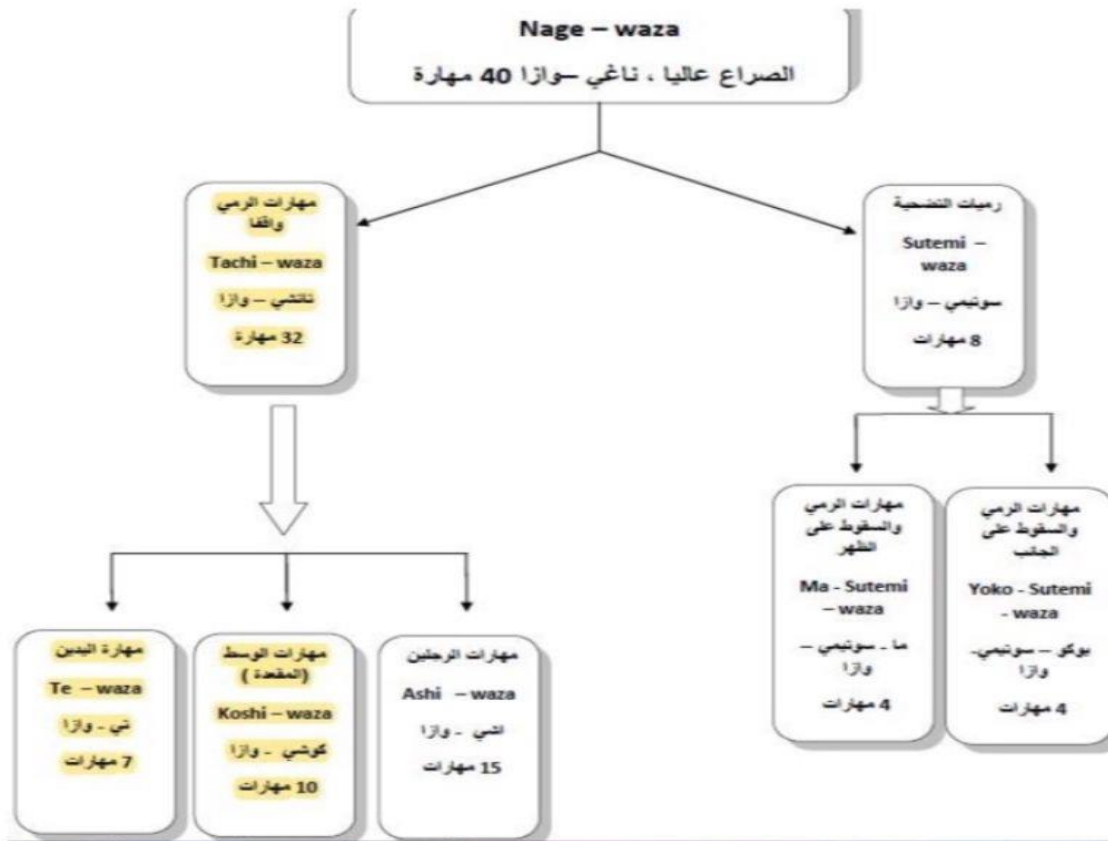 Nage – waza
الصراع عاليا ، ناغي –وازا 40 مهارة
مهارات الرمي
واقفا
Tachi – waza
تاتشي – وازا
32 مهارة
رميات التضحية
Sutemi –
waza
سوتيمي – وازا
8 مهارات
مهارة اليدين
Te – waza
تي - وازا
7 مهارات
مهارات الوسط
(المقعدة )
Koshi – waza
كوشي - وازا
10 مهارات
مهارات الرجلين
Ashi – waza
اشي - وازا
15 مهارات
مهارات الرمي
والسقوط على
الظهر
Ma - Sutemi
– waza
ما - سوتيمي –
وازا
4 مهارات
مهارات الرمي
والسقوط على
الجانب
Yoko - Sutemi
- waza
يوكو – سوتيمي-
وازا
4 مهارات